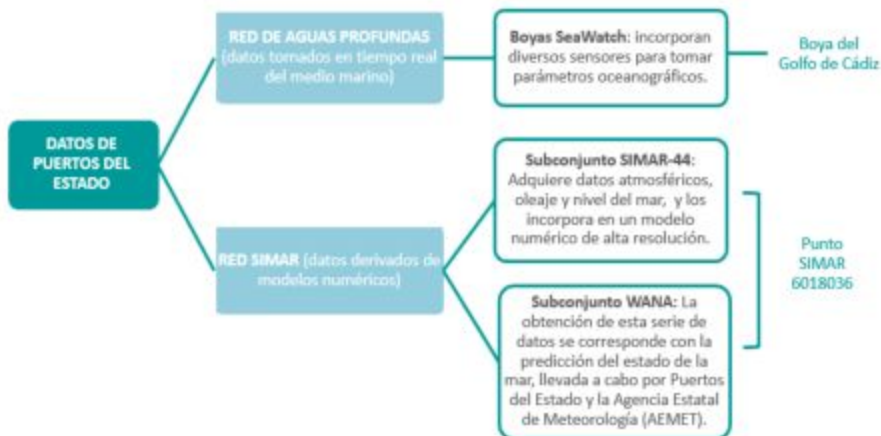 DATOS DE
PUERTOS DEL
ESTADO
RED DE AGUAS PROFUNDAS
(datos tomados en tiempo real
del medio marino)
Boyas SeaWatch: incorporan
diversos sensores para tomar
parámetros oceanográficos.
Boya del
Golfo de Cádiz
RED SIMAR (datos derivados de
modelos numéricos)
Subconjunto SIMAR-44:
Adquiere datos atmosféricos,
oleaje y nivel del mar, y los
incorpora en un modelo
numérico de alta resolución.
Subconjunto WANA: La
obtención de esta serie de
datos se corresponde con la
predicción del estado de la
mar, llevada a cabo por Puertos
del Estado y la Agencia Estatal
de Meteorología (AEMET).
Punto
SIMAR
6018036